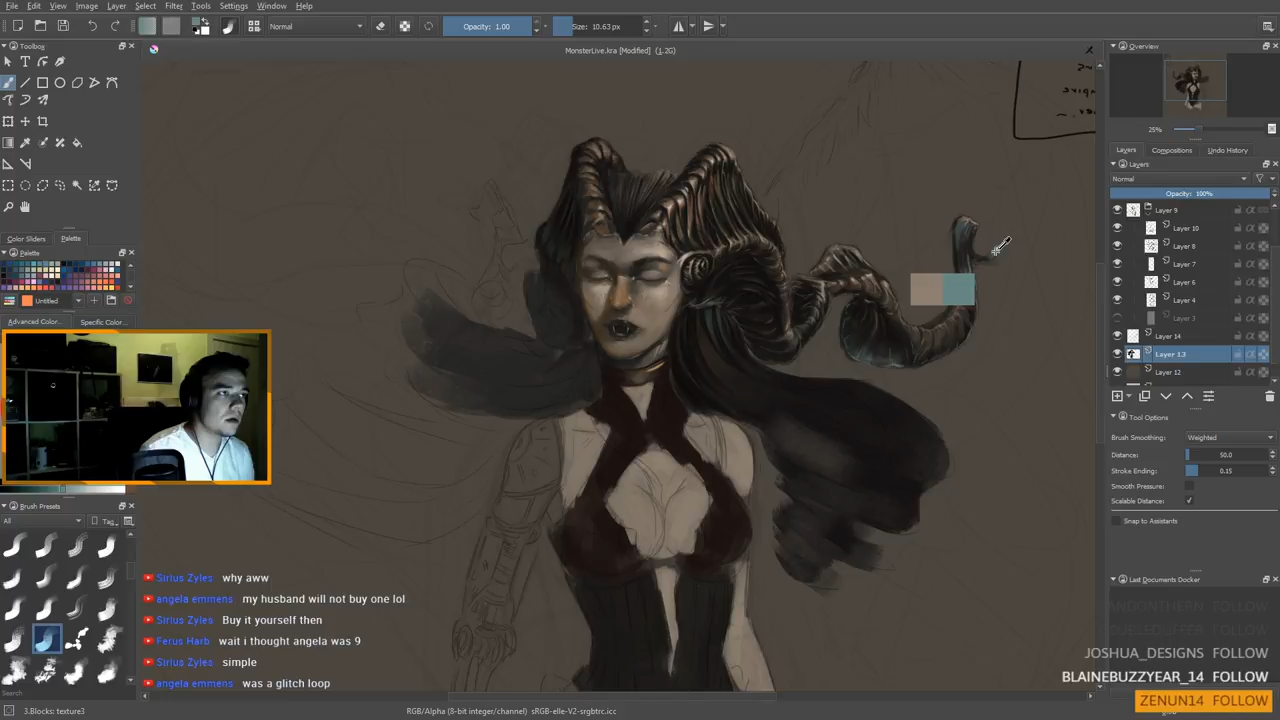 File Edit View Image Layer Select Filter Tools Settings Window Help
Normal
Opacity: 1.00
Size: 10.63 px
MonsterLive.kra [Modified] (1.2G)
Toolbox
Color Sliders
Palette
Palette
Untitled
Advanced Color...
Specific Color...
Brush Presets
All
Tag
Search
3.Blocks: texture3
RGB/Alpha (8-bit integer/channel) sRGB-elle-V2-srgbtrc.icc
Sirius Zyles why aww
angela emmens my husband will not buy one lol
Sirius Zyles Buy it yourself then
Ferus Harb wait i thought angela was 9
Sirius Zyles simple
angela emmens was a glitch loop
Overview
25%
Layers
Compositions
Undo History
Layers
Normal
Opacity: 100%
Layer 9
Layer 10
Layer 8
Layer 7
Layer 6
Layer 4
Layer 3
Layer 14
Layer 13
Layer 12
Tool Options
Brush Smoothing: Weighted
Distance: 50.0
Stroke Ending: 0.15
Smooth Pressure:
Scalable Distance:
Snap to Assistants
Last Documents Docker
FOLLOW
FOLLOW
JOSHUA_DESIGNS FOLLOW
BLAINEBUZZYEAR_14 FOLLOW
ZENUN14 FOLLOW